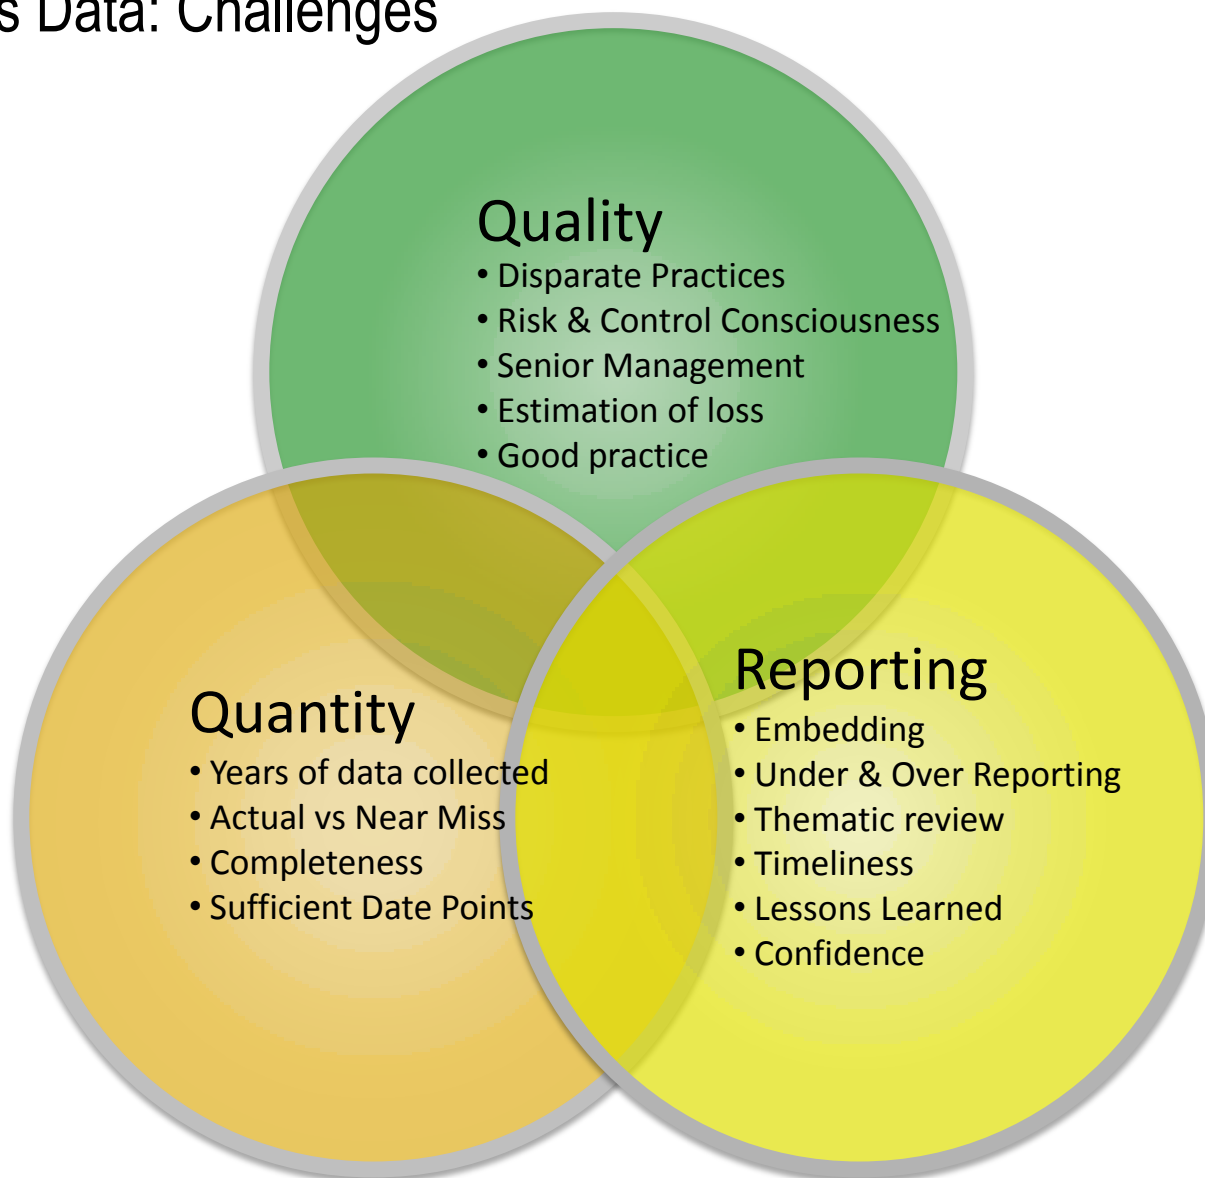 s Data: Challenges
Quality
• Disparate Practices
• Risk & Control Consciousness
• Senior Management
• Estimation of loss
• Good practice
Quantity
• Years of data collected
• Actual vs Near Miss
• Completeness
• Sufficient Date Points
Reporting
• Embedding
• Under & Over Reporting
• Thematic review
• Timeliness
• Lessons Learned
• Confidence